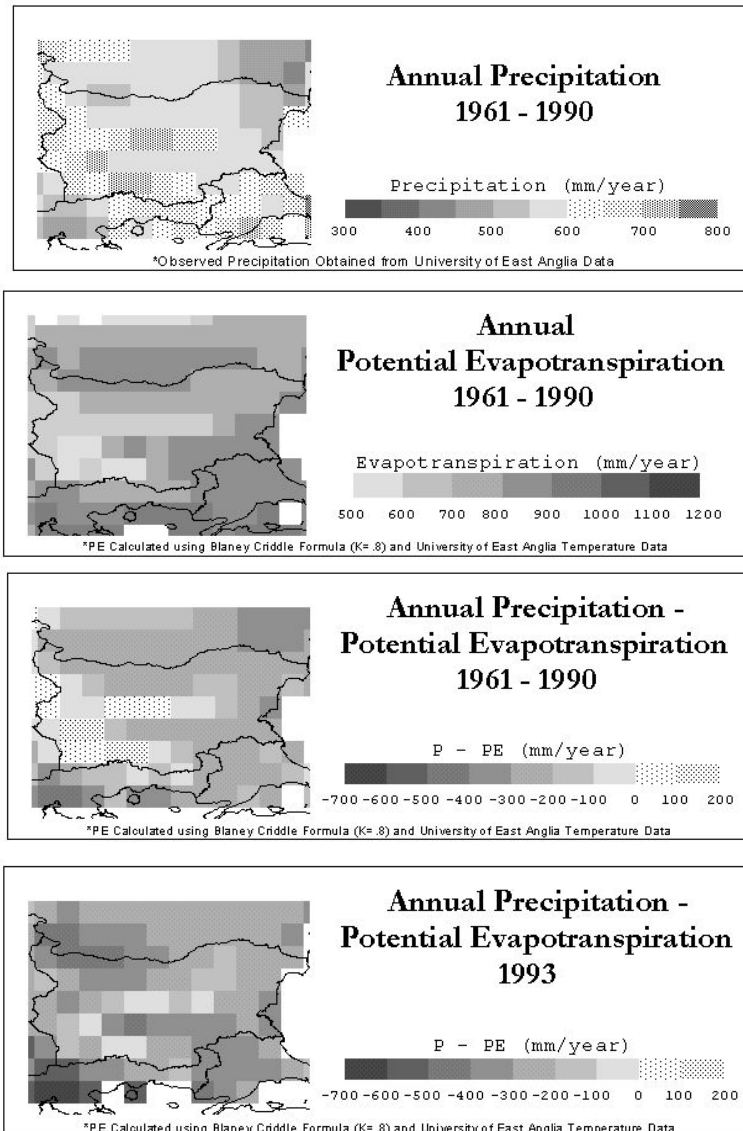 Annual Precipitation
1961 - 1990
Precipitation (mm/year)
300 400 500 600 700 800
*Observed Precipitation Obtained from University of East Anglia Data
Annual
Potential Evapotranspiration
1961 - 1990
Evapotranspiration (mm/year)
500 600 700 800 900 1000 1100 1200
*PE Calculated using Blaney Criddle Formula (K= .8) and University of East Anglia Temperature Data
Annual Precipitation -
Potential Evapotranspiration
1961 - 1990
P - PE (mm/year)
-700 -600 -500 -400 -300 -200 -100 0 100 200
*PE Calculated using Blaney Criddle Formula (K= .8) and University of East Anglia Temperature Data
Annual Precipitation -
Potential Evapotranspiration
1993
P - PE (mm/year)
-700 -600 -500 -400 -300 -200 -100 0 100 200
*PE Calculated using Blaney Criddle Formula (K= .8) and University of East Anglia Temperature Data